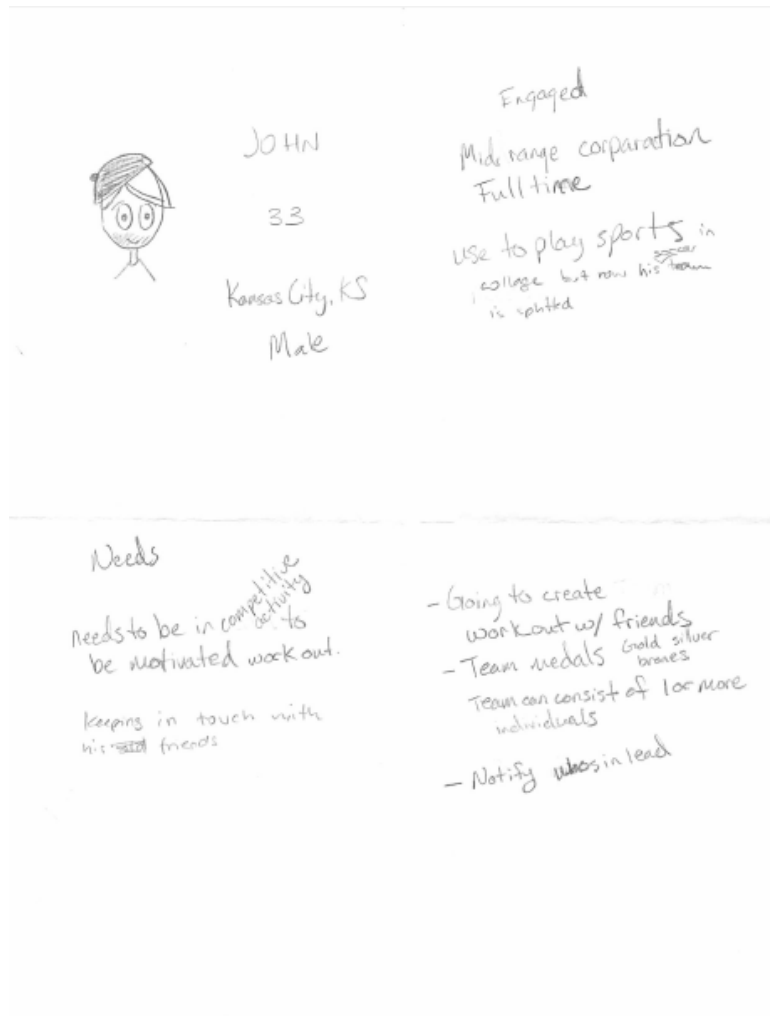 JOHN
33
Kansas City, KS
Male
Engaged
Mid range corparation
Full time
use to play sports in
collage but now his soccer team
is splitted
Needs
needs to be in competitive
activity to
be motivated work out.
Keeping in touch with
his friends
- Going to create
workout w/ friends
- Team medals Gold silver
brones
Team can consist of 1 or more
individuals
- Notify whos in lead